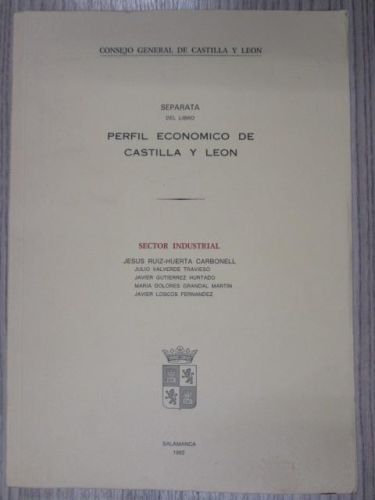 CONSEJO GENERAL DE CASTILLA Y LEON
SEPARATA
DEL LIBRO
PERFIL ECONOMICO DE
CASTILLA Y LEON
SECTOR INDUSTRIAL
JESUS RUIZ-HUERTA CARBONELL
JULIO VALVERDE TRAVIESO
JAVIER GUTIERREZ HURTADO
MARIA DOLORES GRANDAL MARTIN
JAVIER LOSCOS FERNANDEZ
SALAMANCA
1982